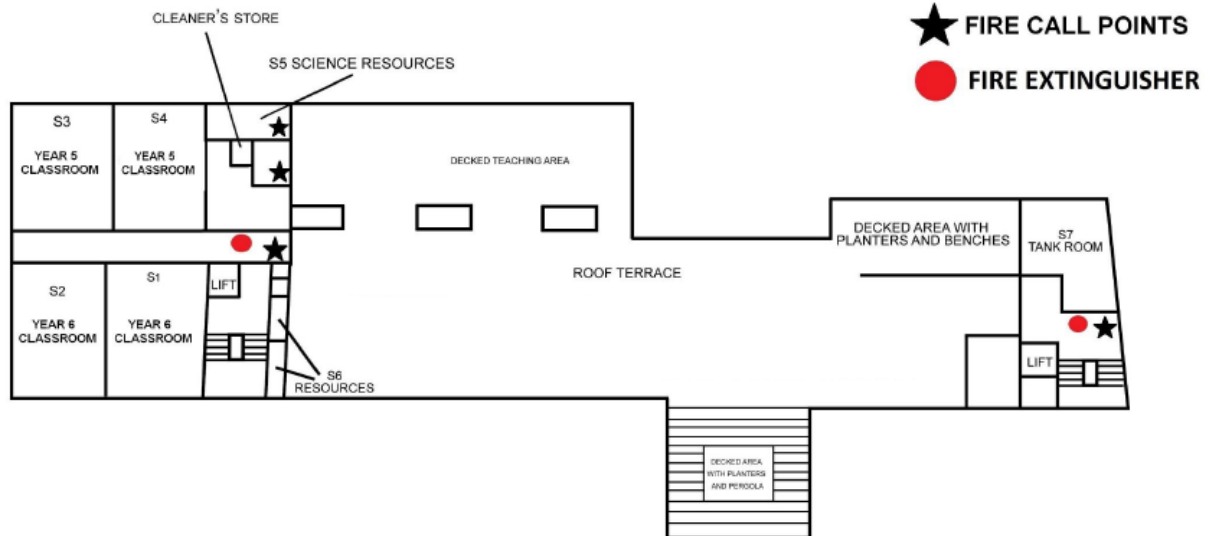 CLEANER'S STORE
S5 SCIENCE RESOURCES
FIRE CALL POINTS
FIRE EXTINGUISHER
S3
YEAR 5
CLASSROOM
S4
YEAR 5
CLASSROOM
DECKED TEACHING AREA
DECKED AREA WITH
PLANTERS AND BENCHES
S7
TANK ROOM
ROOF TERRACE
S2
YEAR 6
CLASSROOM
S1
YEAR 6
CLASSROOM
LIFT
S6
RESOURCES
LIFT
DECKED AREA
WITH PLANTERS
AND PERGOLA